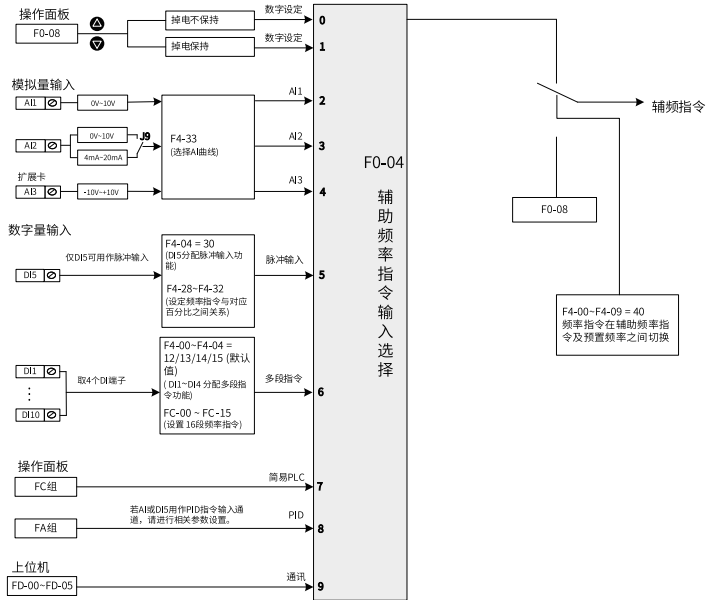 操作面板
F0-08
掉电不保持
数字设定
0
掉电保持
数字设定
1
模拟量输入
AI1
0V~10V
AI1
2
AI2
0V~10V
4mA~20mA
J9
F4-33
(选择AI曲线)
AI2
3
扩展卡
AI3
-10V~+10V
AI3
4
数字量输入
DI5
仅DI5可用作脉冲输入
F4-04 = 30
(DI5分配脉冲输入功
能)
F4-28~F4-32
(设定频率指令与对应
百分比之间关系)
脉冲输入
5
DI1
DI10
取4个DI端子
F4-00~F4-04 =
12/13/14/15 (默认
值)
( DI1~DI4 分配多段指
令功能)
FC-00 ~ FC-15
(设置 16段频率指令)
多段指令
6
操作面板
FC组
简易PLC
7
FA组
若AI或DI5用作PID指令输入通
道，请进行相关参数设置。
PID
8
上位机
FD-00~FD-05
通讯
9
F0-04
辅助频率指令输入选择
辅频指令
F0-08
F4-00~F4-09 = 40
频率指令在辅助频率指
令及预置频率之间切换